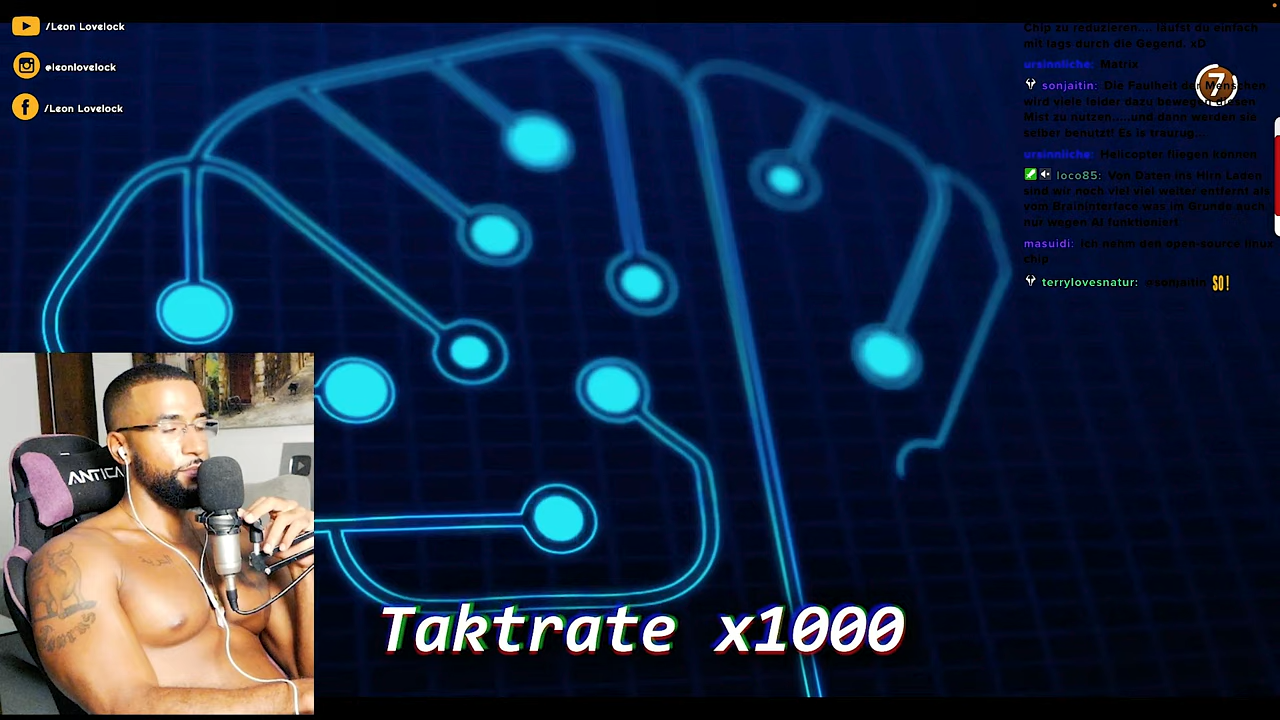 /Leon Lovelock
@leonlovelock
/Leon Lovelock
Chip zu reduzieren.... läufst du einfach
mit lags durch die Gegend. xD
ursinnliche: Matrix
sonjaitin: Die Faulheit der Menschen
wird viele leider dazu bewegen diesen
Mist zu nutzen.....und dann werden sie
selber benutzt! Es is trauzug...
ursinnliche: Helicopter fliegen können
loco85: Von Daten ins Hirn Laden
sind wir noch viel viel weiter entfernt als
vom Braininterface was im Grunde auch
nur wegen AI funktioniert
masuidi: ich nehm den open-source linux
chip
terrylovesnatur: @sonjaitin SO!
7
ANTICA
Taktrate x1000